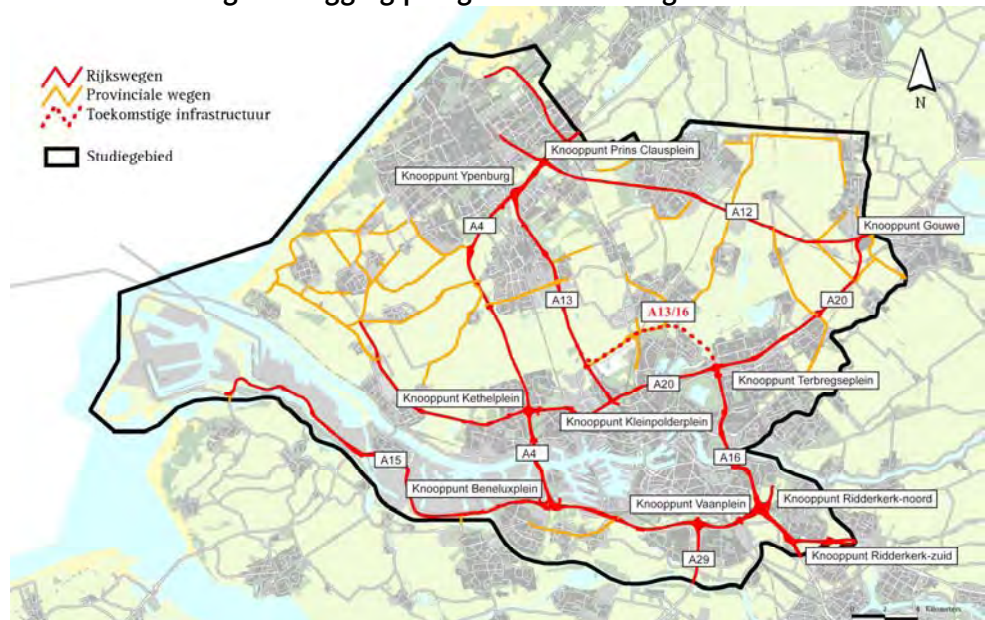 Rijkswegen
Provinciale wegen
Toekomstige infrastructuur
Studiegebied
N
Knooppunt Prins Clausplein
Knooppunt Ypenburg
A12
Knooppunt Gouwe
A4
A13
A20
A13/16
Knooppunt Terbregseplein
A20
Knooppunt Kethelplein
Knooppunt Kleinpolderplein
A4
A16
A15
Knooppunt Beneluxplein
Knooppunt Vaanplein
Knooppunt Ridderkerk-noord
Knooppunt Ridderkerk-zuid
A29
Kilometers